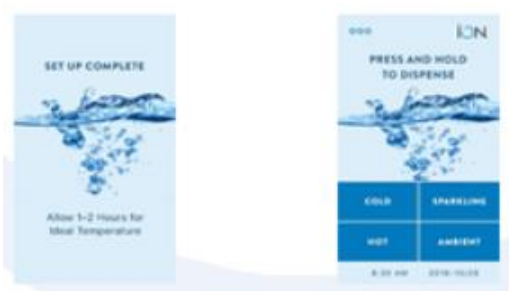 SET UP COMPLETE
Allow 1-2 Hours for
Ideal Temperature
ION
PRESS AND HOLD
TO DISPENSE
COLD
SPARKLING
HOT
AMBIENT
8:30 AM